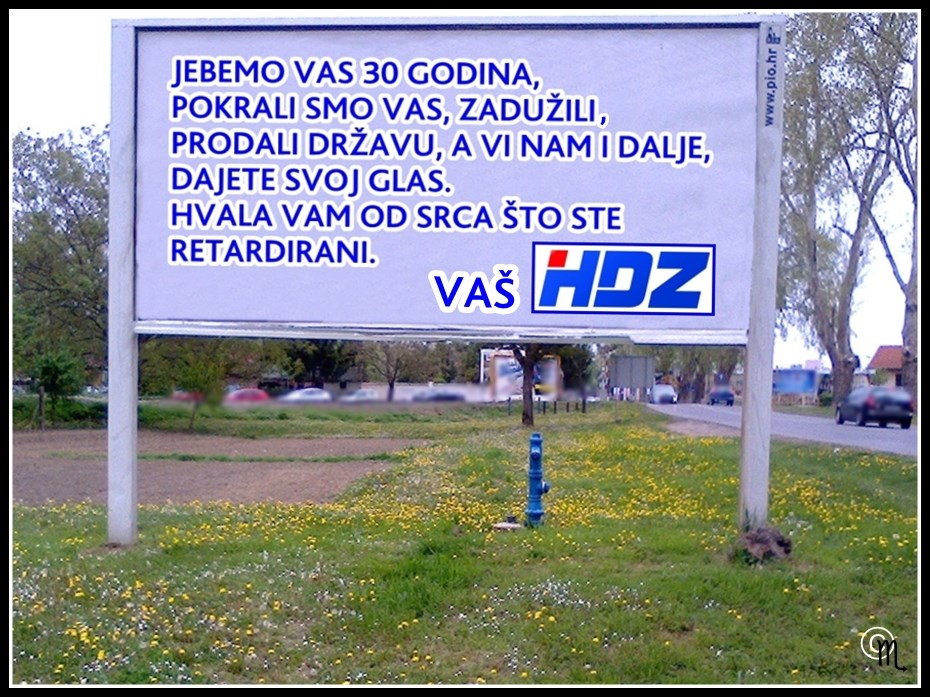 JEBEMO VAS 30 GODINA,
POKRALI SMO VAS, ZADUŽILI,
PRODALI DRŽAVU, A VI NAM I DALJE,
DAJETE SVOJ GLAS.
HVALA VAM OD SRCA ŠTO STE
RETARDIRANI.
VAŠ HDZ
www.pio.hr